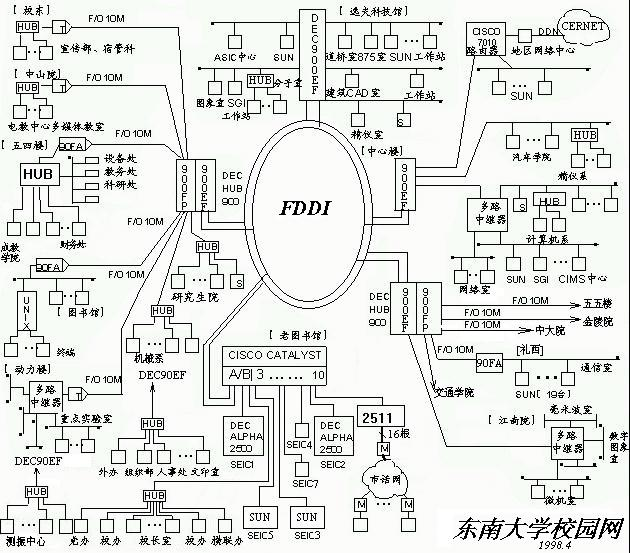 [ 校东
HUB
T
F/O 10M
宣传部、宿管科
[ 中山院
HUB
T
F/O 10M
电教中心多媒体教室
[ 五四楼]
90FA
F/O 10M
HUB
设备处
教务处
科研处
成教学院
财务处
90FA
T
F/O 10M
[ 图书馆]
UNIX
终端
[ 动力楼]
F/O 10M
多路中继器
T
F/O 10M
重点实验室
DEC90EF
HUB
测振中心
党办
校办
校长室
校办
横联办
HUB
外办
组织部
人事处
文印室
HUB
DEC90EF
机械系
HUB
HUB
研究生院
S
900FP
900EF
DEC HUB 900
[ 逸夫科技馆]
DEC900EF
ASIC中心
SUN
道桥室875室
SUN
工作站
HUB
分子室
图象室
SGI工作站
建筑CAD室
工作站
精仪室
S
FDDI
[ 中心楼
900EF
CISCO 7010
路由器
DDN
CERNET
地区网络中心
SUN
汽车学院
HUB
精仪系
多路中继器
S
HUB
S
计算机系
网络室
SUN
SGI
CIMS中心
DEC HUB 900
900EF
900FP
F/O 10M
五五楼
F/O 10M
金陵院
F/O 10M
中大院
F/O 10M
[礼西]
90FA
通信室
SUN[ 19台]
交通学院
[ 江南院]
毫米波室
多路中继器
数字图象室
微机室
[ 老图书馆]
CISCO CATALYST
A/B 3 ...... 10
DEC ALPHA 2500
SEIC1
SEIC4
SEIC7
DEC ALPHA 2500
SEIC2
SUN
SEIC5
SUN
SEIC3
2511
16根
M
市话网
M
M
东南大学校园网
1998.4